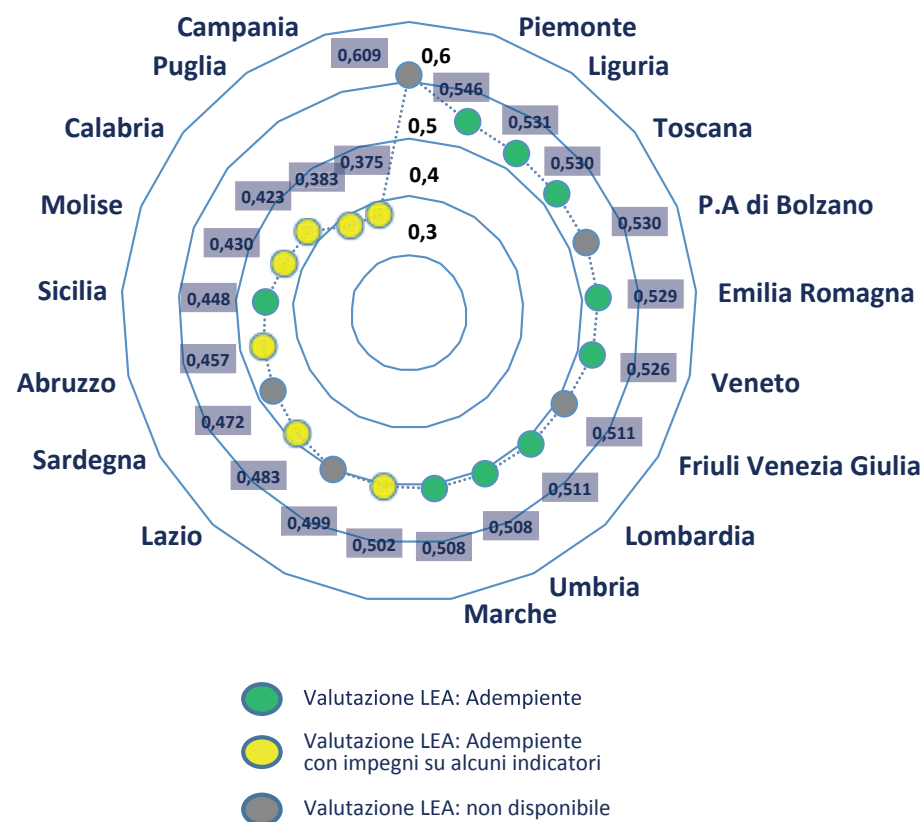 Campania
Piemonte
Puglia
0,609
0,6
Liguria
0,546
Calabria
0,531
Toscana
0,5
0,375
0,530
0,383
0,4
0,423
Molise
P.A di Bolzano
0,430
0,3
0,530
Sicilia
0,448
0,529
Emilia Romagna
0,457
0,526
Abruzzo
Veneto
0,472
0,511
Sardegna
Friuli Venezia Giulia
0,483
0,511
Lazio
0,499
0,502
0,508
0,508
Lombardia
Umbria
Marche
Valutazione LEA: Adempiente
Valutazione LEA: Adempiente
con impegni su alcuni indicatori
Valutazione LEA: non disponibile